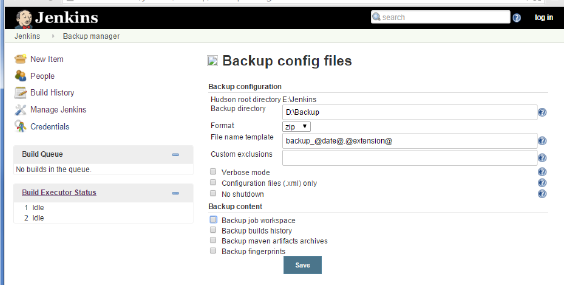 Jenkins
search
log in
Jenkins
Backup manager
New Item
People
Build History
Manage Jenkins
Credentials
Build Queue
No builds in the queue.
Build Executor Status
1 Idle
2 Idle
Backup config files
Backup configuration
Hudson root directory E:\Jenkins
Backup directory D:\Backup
Format zip
File name template backup_@date@.@extension@
Custom exclusions
Verbose mode
Configuration files (.xml) only
No shutdown
Backup content
Backup job workspace
Backup builds history
Backup maven artifacts archives
Backup fingerprints
Save